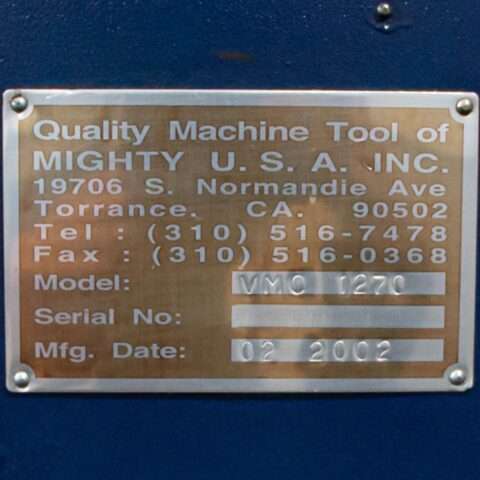 Quality Machine Tool of
MIGHTY U. S. A. INC.
19706 S. Normandie Ave
Torrance. CA. 90502
Tel : (310) 516-7478
Fax : (310) 516-0368
Model: VMC 1270
Serial No:
Mfg. Date: 02 2002